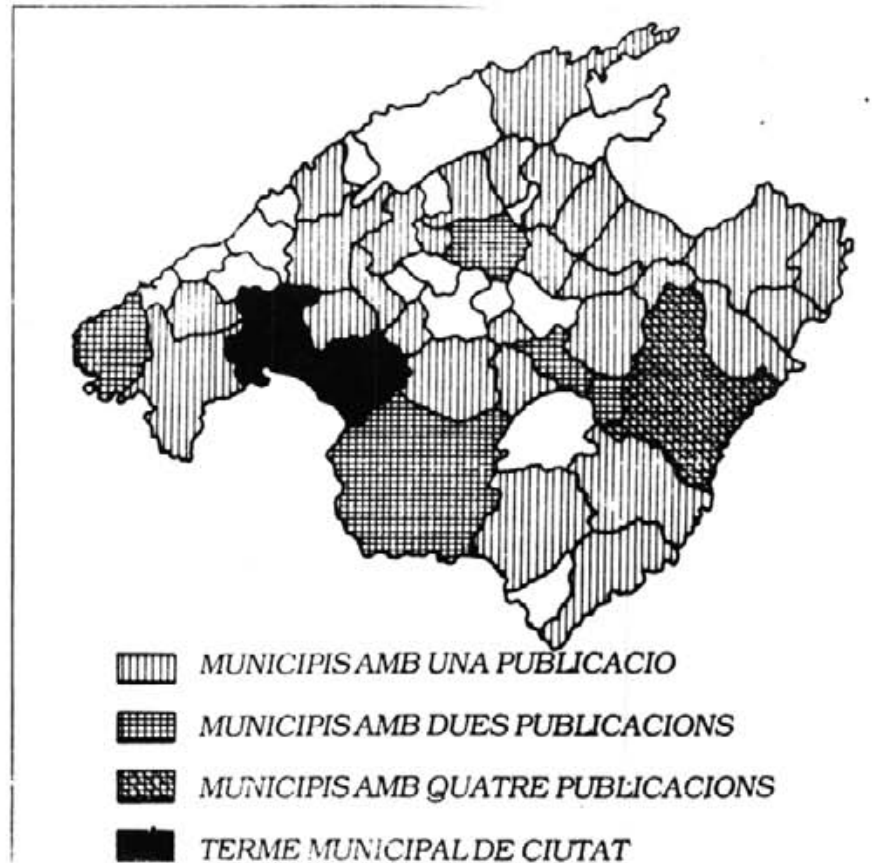 MUNICIPIS AMB UNA PUBLICACIO
MUNICIPIS AMB DUES PUBLICACIONS
MUNICIPIS AMB QUATRE PUBLICACIONS
TERME MUNICIPAL DE CIUTAT